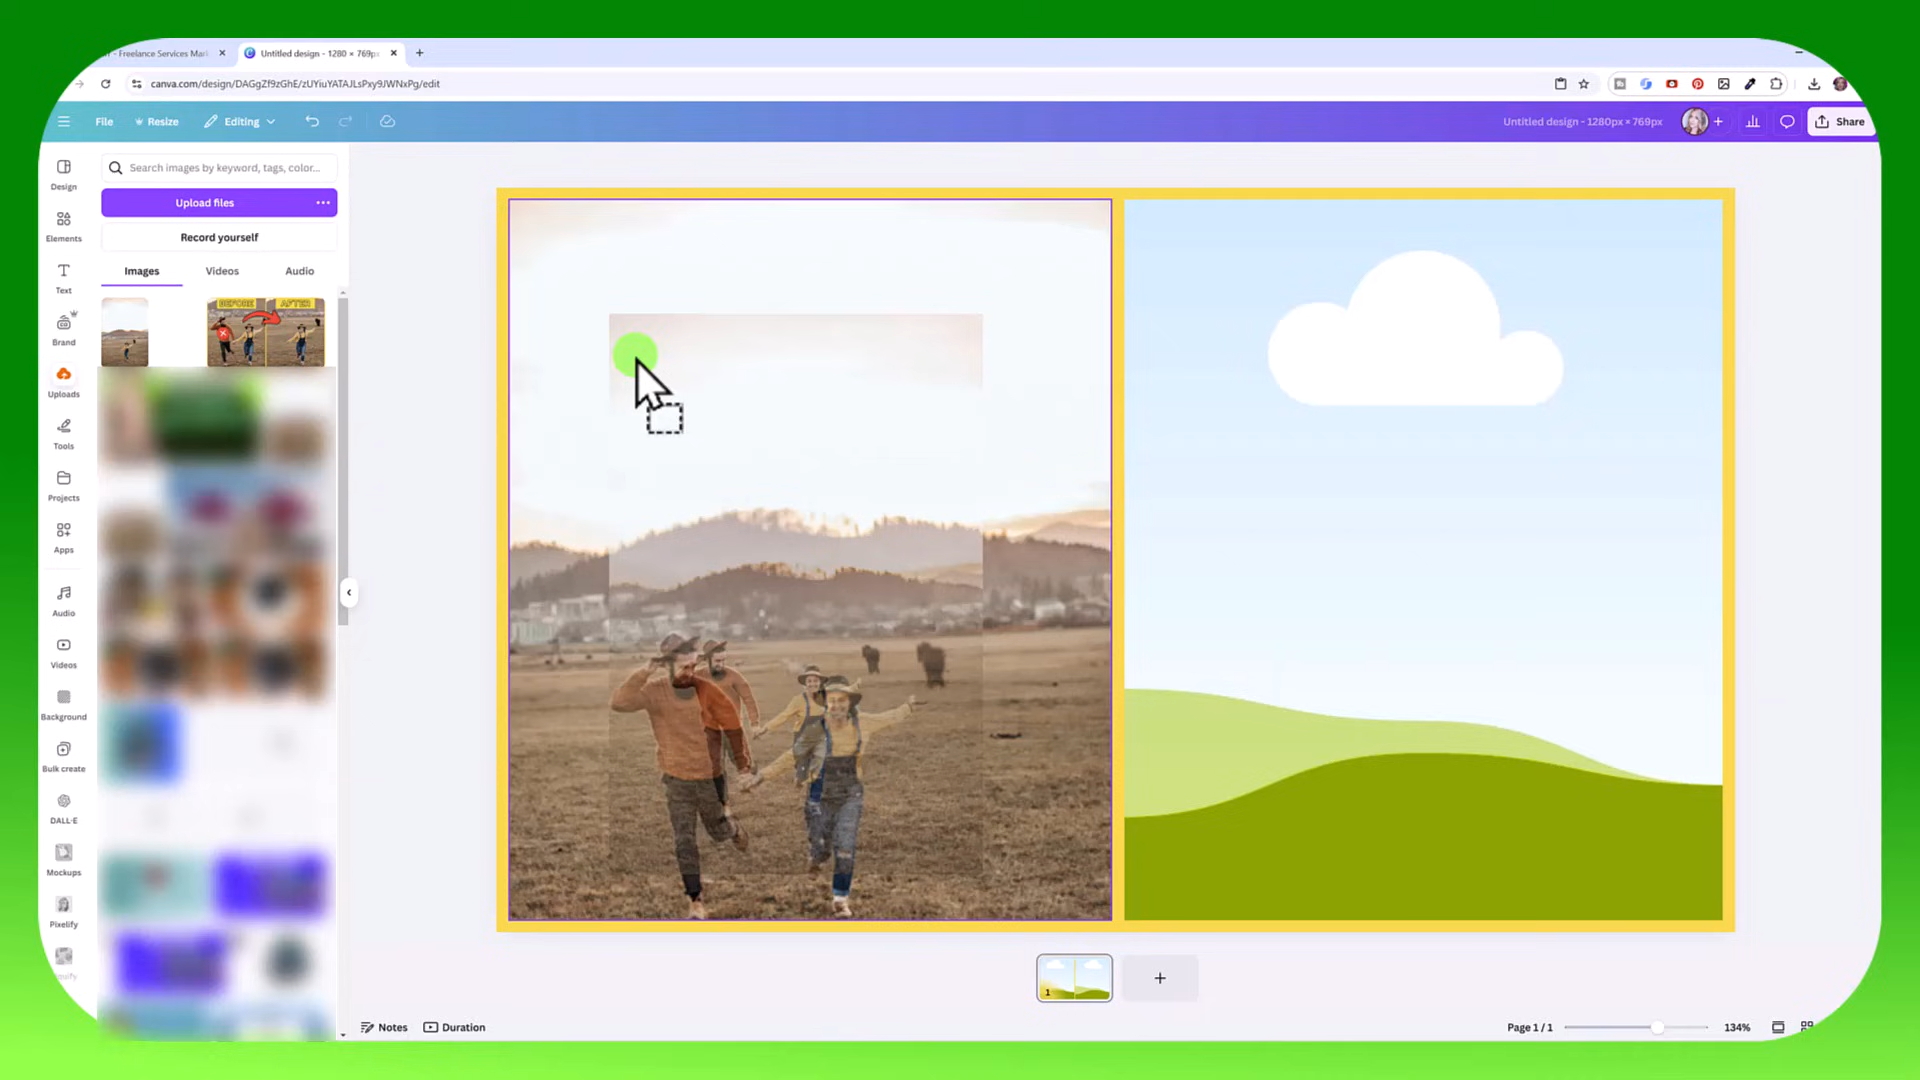 - Freelance Services Mar
Untitled design - 1280 × 769px
canva.com/design/DAGgZf9zGhE/zUYiuYATAJLsPxy9JWNxPg/edit
File
Resize
Editing
Untitled design - 1280px × 769px
Share
Design
Elements
Text
Brand
Uploads
Tools
Projects
Apps
Audio
Videos
Background
Bulk create
DALL·E
Mockups
Pixelify
Search images by keyword, tags, color...
Upload files
Record yourself
Images
Videos
Audio
BEFORE
AFTER
1
Notes
Duration
Page 1 / 1
134%